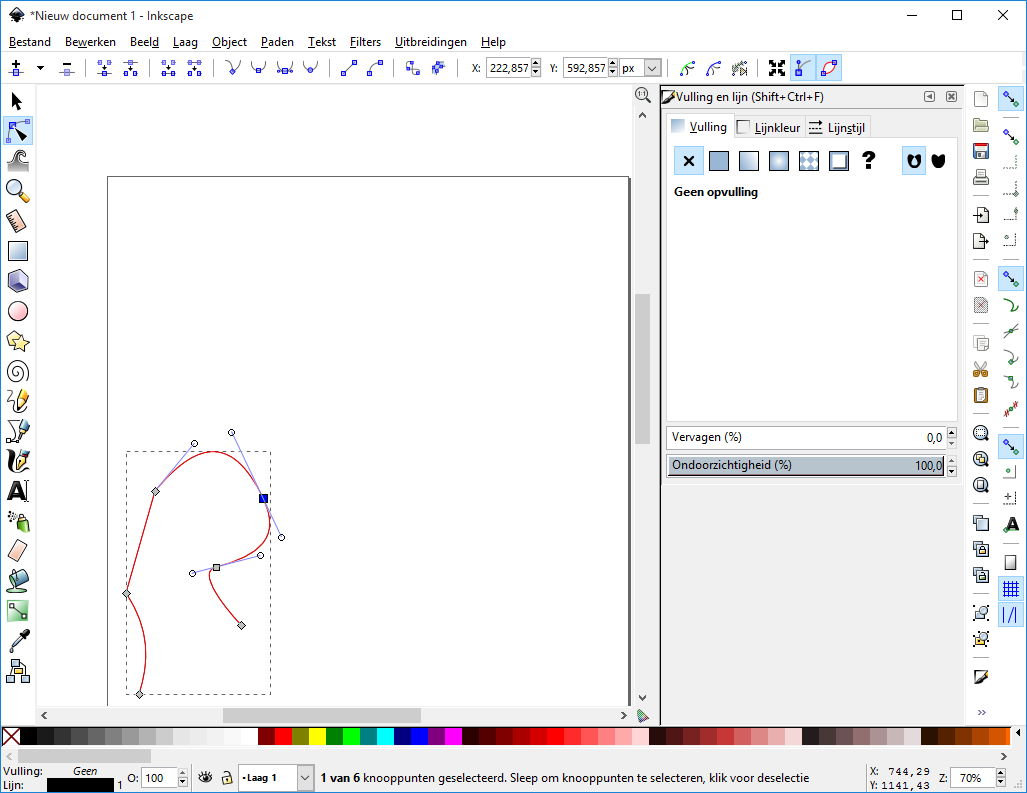 *Nieuw document 1 - Inkscape
Bestand Bewerken Beeld Laag Object Paden Tekst Filters Uitbreidingen Help
X: 222,857 Y: 592,857 px
1:1
Vulling en lijn (Shift+Ctrl+F)
Vulling Lijnkleur Lijnstijl
?
Geen opvulling
Vervagen (%) 0,0
Ondoorzichtigheid (%) 100,0
A
A
Vulling: Geen
Lijn: 1
O: 100
•Laag 1
1 van 6 knooppunten geselecteerd. Sleep om knooppunten te selecteren, klik voor deselectie
X: 744,29
Y: 1141,43
Z: 70%